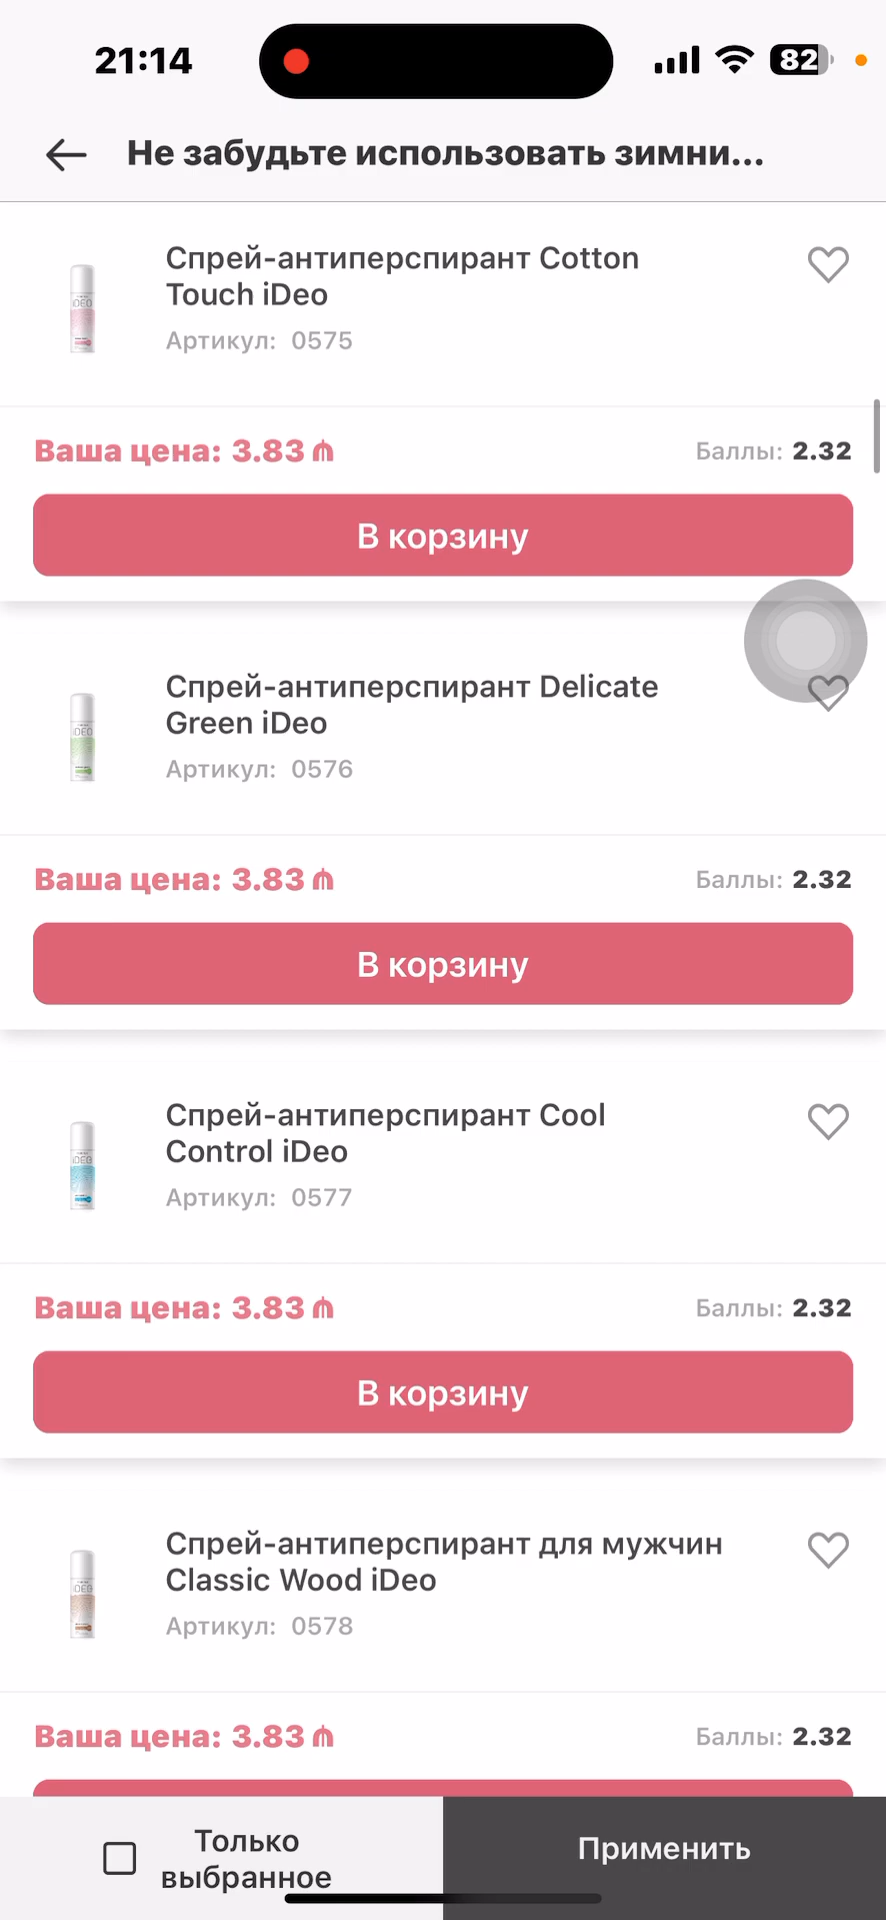 21:14
82
Не забудьте использовать зимни...
Спрей-антиперспирант Cotton
Touch iDeo
Артикул: 0575
Ваша цена: 3.83 ₼
Баллы: 2.32
В корзину
Спрей-антиперспирант Delicate
Green iDeo
Артикул: 0576
Ваша цена: 3.83 ₼
Баллы: 2.32
В корзину
Спрей-антиперспирант Cool
Control iDeo
Артикул: 0577
Ваша цена: 3.83 ₼
Баллы: 2.32
В корзину
Спрей-антиперспирант для мужчин
Classic Wood iDeo
Артикул: 0578
Ваша цена: 3.83 ₼
Баллы: 2.32
Только
выбранное
Применить